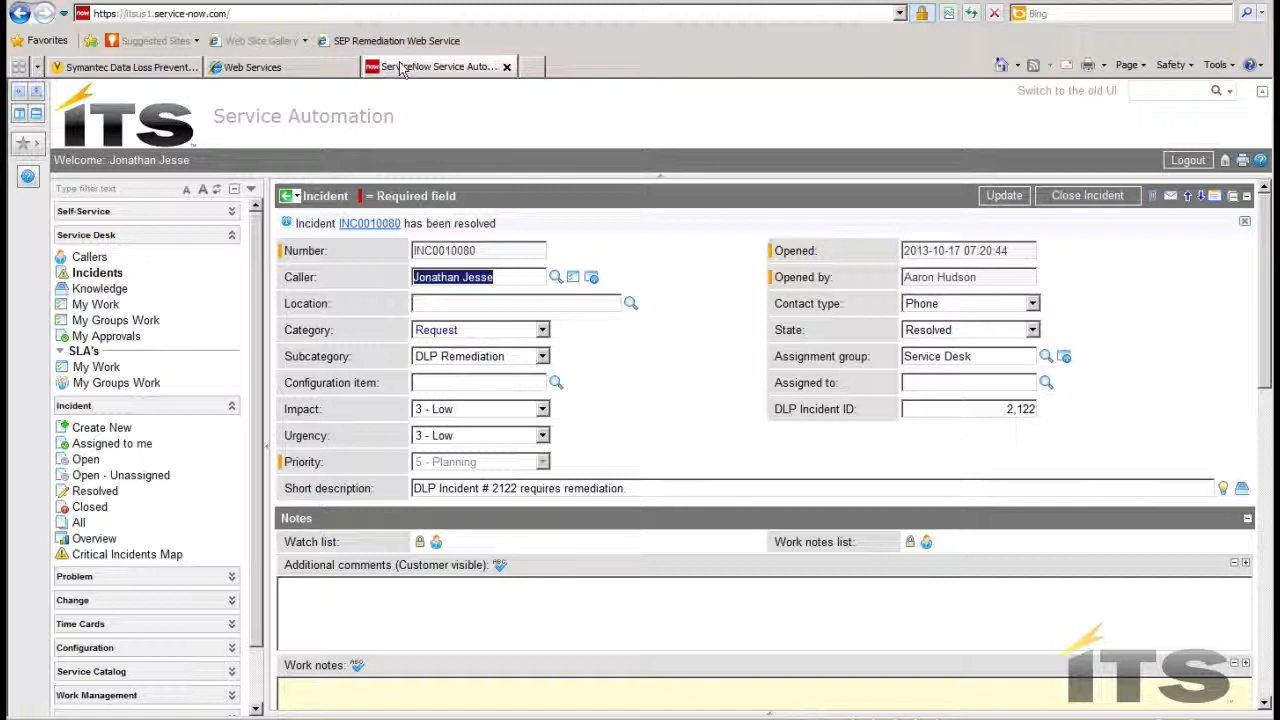 https://itsus1.service-now.com/
Bing
Favorites
Suggested Sites
Web Slice Gallery
SEP Remediation Web Service
Symantec Data Loss Prevent...
Web Services
ServiceNow Service Auto...
Page
Safety
Tools
iTS
Service Automation
Switch to the old UI
Welcome: Jonathan Jesse
Logout
Type filter text
Self-Service
Service Desk
Callers
Incidents
Knowledge
My Work
My Groups Work
My Approvals
SLA's
My Work
My Groups Work
Incident
Create New
Assigned to me
Open
Open - Unassigned
Resolved
Closed
All
Overview
Critical Incidents Map
Problem
Change
Time Cards
Configuration
Service Catalog
Work Management
Incident = Required field
Update
Close Incident
Incident INC0010080 has been resolved
Number: INC0010080
Opened: 2013-10-17 07:20:44
Caller: Jonathan Jesse
Opened by: Aaron Hudson
Location:
Contact type: Phone
Category: Request
State: Resolved
Subcategory: DLP Remediation
Assignment group: Service Desk
Configuration item:
Assigned to:
Impact: 3 - Low
DLP Incident ID: 2,122
Urgency: 3 - Low
Priority: 5 - Planning
Short description: DLP Incident # 2122 requires remediation.
Notes
Watch list:
Work notes list:
Additional comments (Customer visible):
Work notes:
iTS